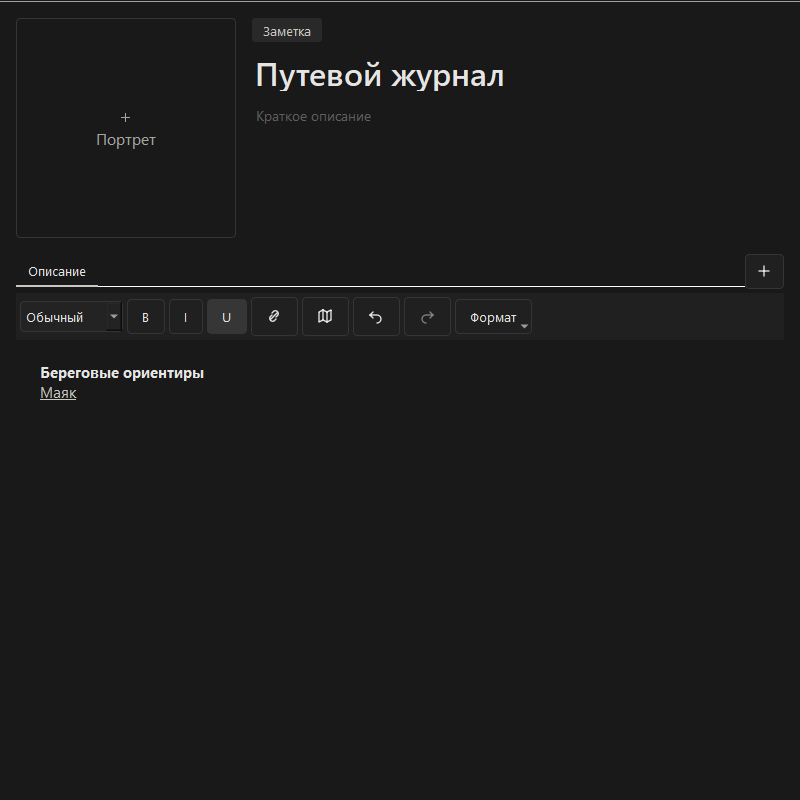 Заметка
Путевой журнал
Краткое описание
+
Портрет
Описание
+
Обычный B I U Формат
Береговые ориентиры
Маяк